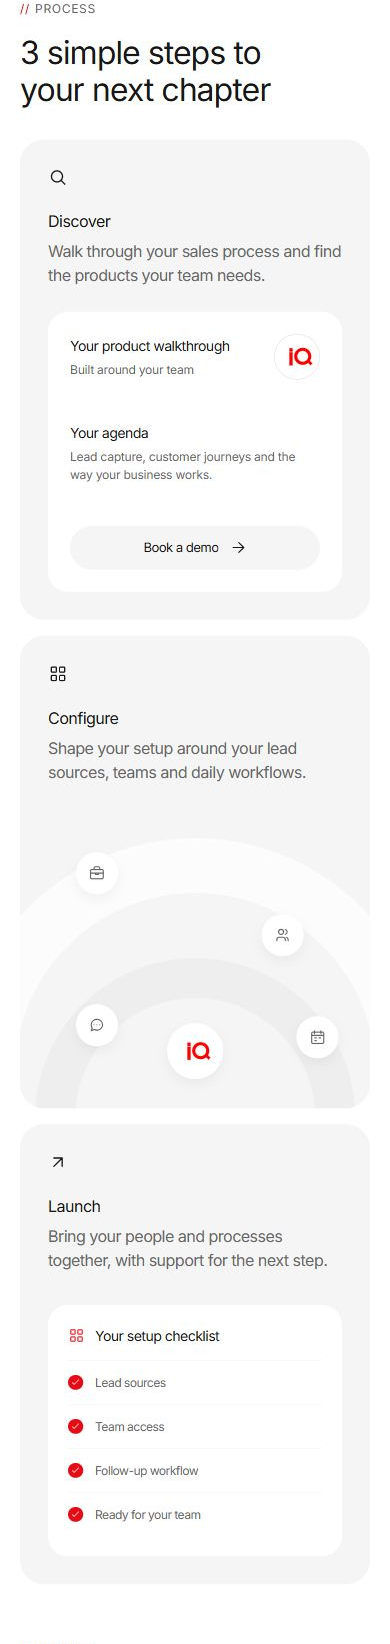 // PROCESS
3 simple steps to
your next chapter
Discover
Walk through your sales process and find
the products your team needs.
Your product walkthrough
Built around your team
iQ
Your agenda
Lead capture, customer journeys and the
way your business works.
Book a demo
Configure
Shape your setup around your lead
sources, teams and daily workflows.
iQ
Launch
Bring your people and processes
together, with support for the next step.
Your setup checklist
Lead sources
Team access
Follow-up workflow
Ready for your team